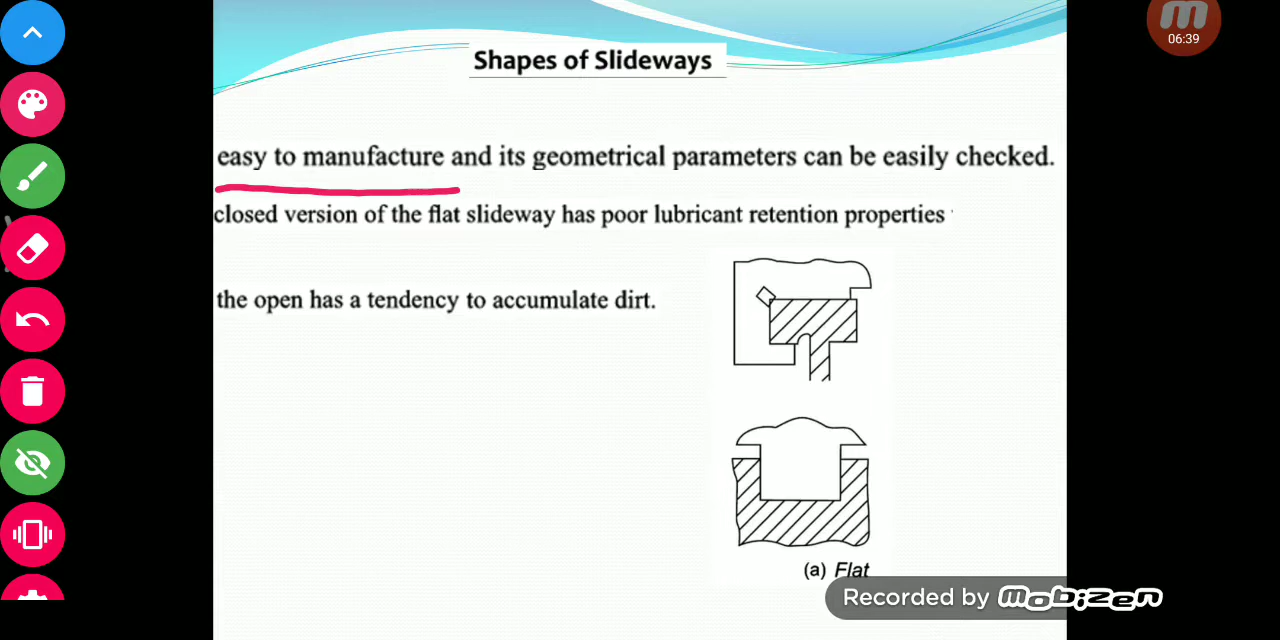 06:39
Shapes of Slideways
easy to manufacture and its geometrical parameters can be easily checked.
closed version of the flat slideway has poor lubricant retention properties
the open has a tendency to accumulate dirt.
(a) Flat
Recorded by mobizen